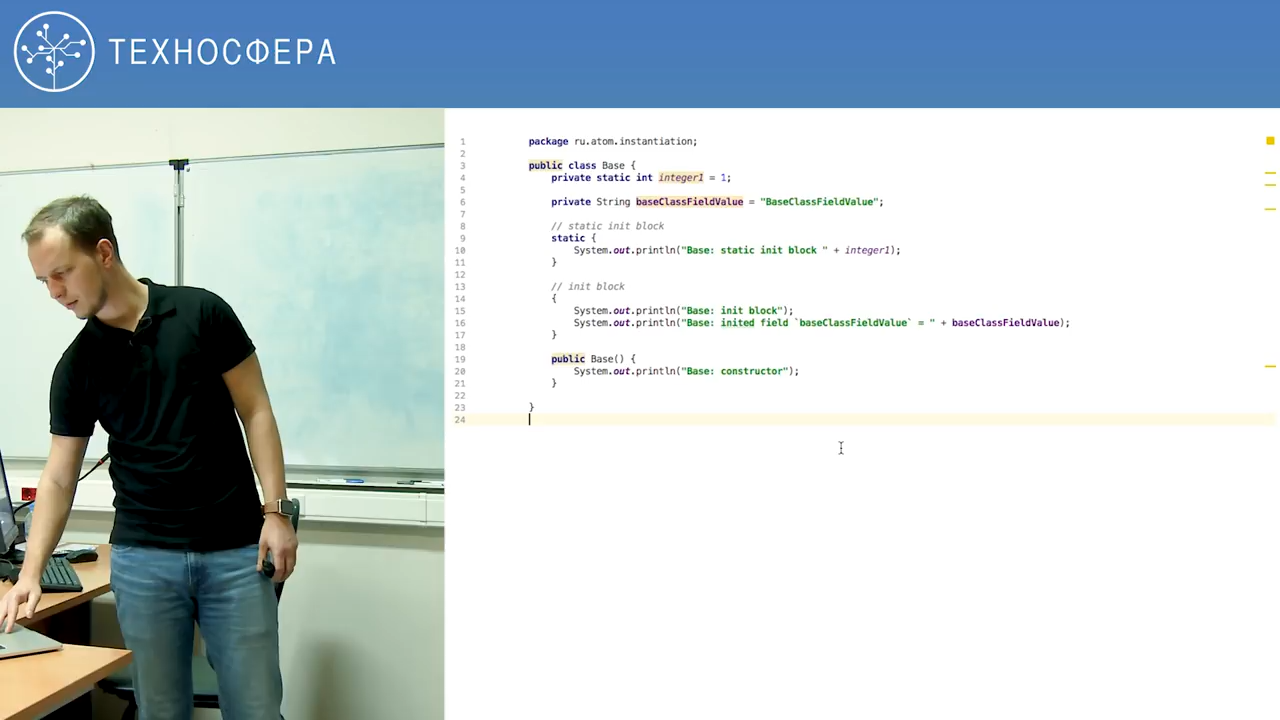 ТЕХНОСФЕРА
1 package ru.atom.instantiation;
2
3 public class Base {
4 private static int integer1 = 1;
5
6 private String baseClassFieldValue = "BaseClassFieldValue";
7
8 // static init block
9 static {
10 System.out.println("Base: static init block " + integer1);
11 }
12
13 // init block
14 {
15 System.out.println("Base: init block");
16 System.out.println("Base: inited field `baseClassFieldValue` = " + baseClassFieldValue);
17 }
18
19 public Base() {
20 System.out.println("Base: constructor");
21 }
22
23 }
24